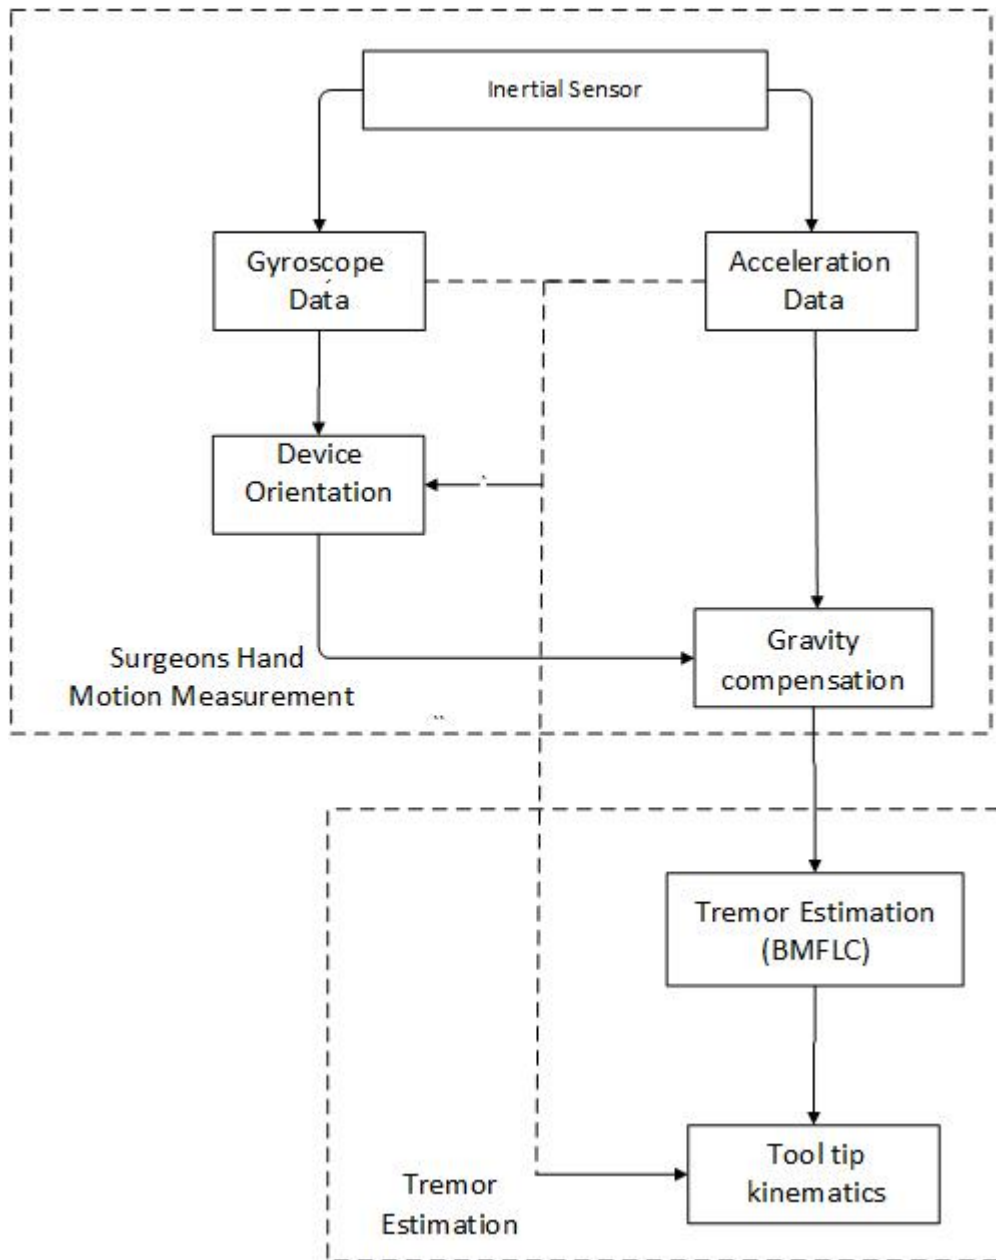 Inertial Sensor
Gyroscope
Data
Acceleration
Data
Device
Orientation
Surgeons Hand
Motion Measurement
Gravity
compensation
Tremor Estimation
(BMFLC)
Tool tip
kinematics
Tremor
Estimation